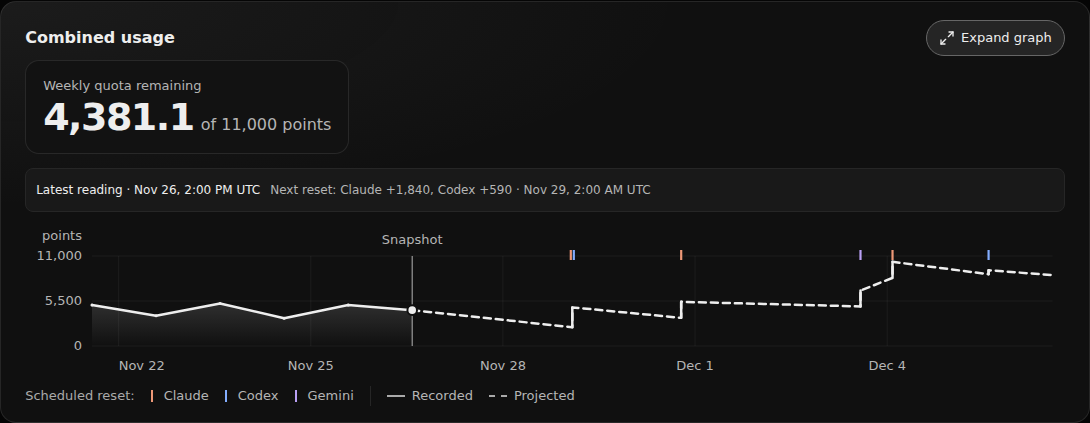 Combined usage
Expand graph
Weekly quota remaining
4,381.1 of 11,000 points
Latest reading · Nov 26, 2:00 PM UTC Next reset: Claude +1,840, Codex +590 · Nov 29, 2:00 AM UTC
points
Snapshot
11,000
5,500
0
Nov 22 Nov 25 Nov 28 Dec 1 Dec 4
Scheduled reset: Claude Codex Gemini Recorded Projected